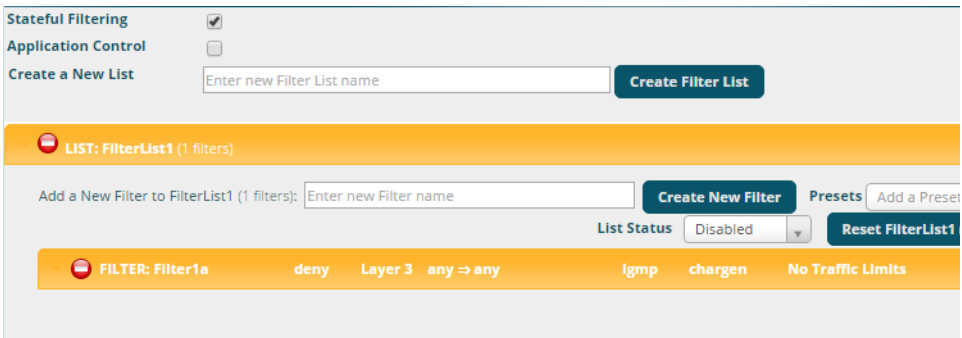 Stateful Filtering
Application Control
Create a New List Enter new Filter List name Create Filter List
LIST: FilterList1 (1 filters)
Add a New Filter to FilterList1 (1 filters): Enter new Filter name Create New Filter Presets Add a Preset
List Status Disabled Reset FilterList1
FILTER: Filter1a deny Layer 3 any ⇒ any igmp chargen No Traffic Limits